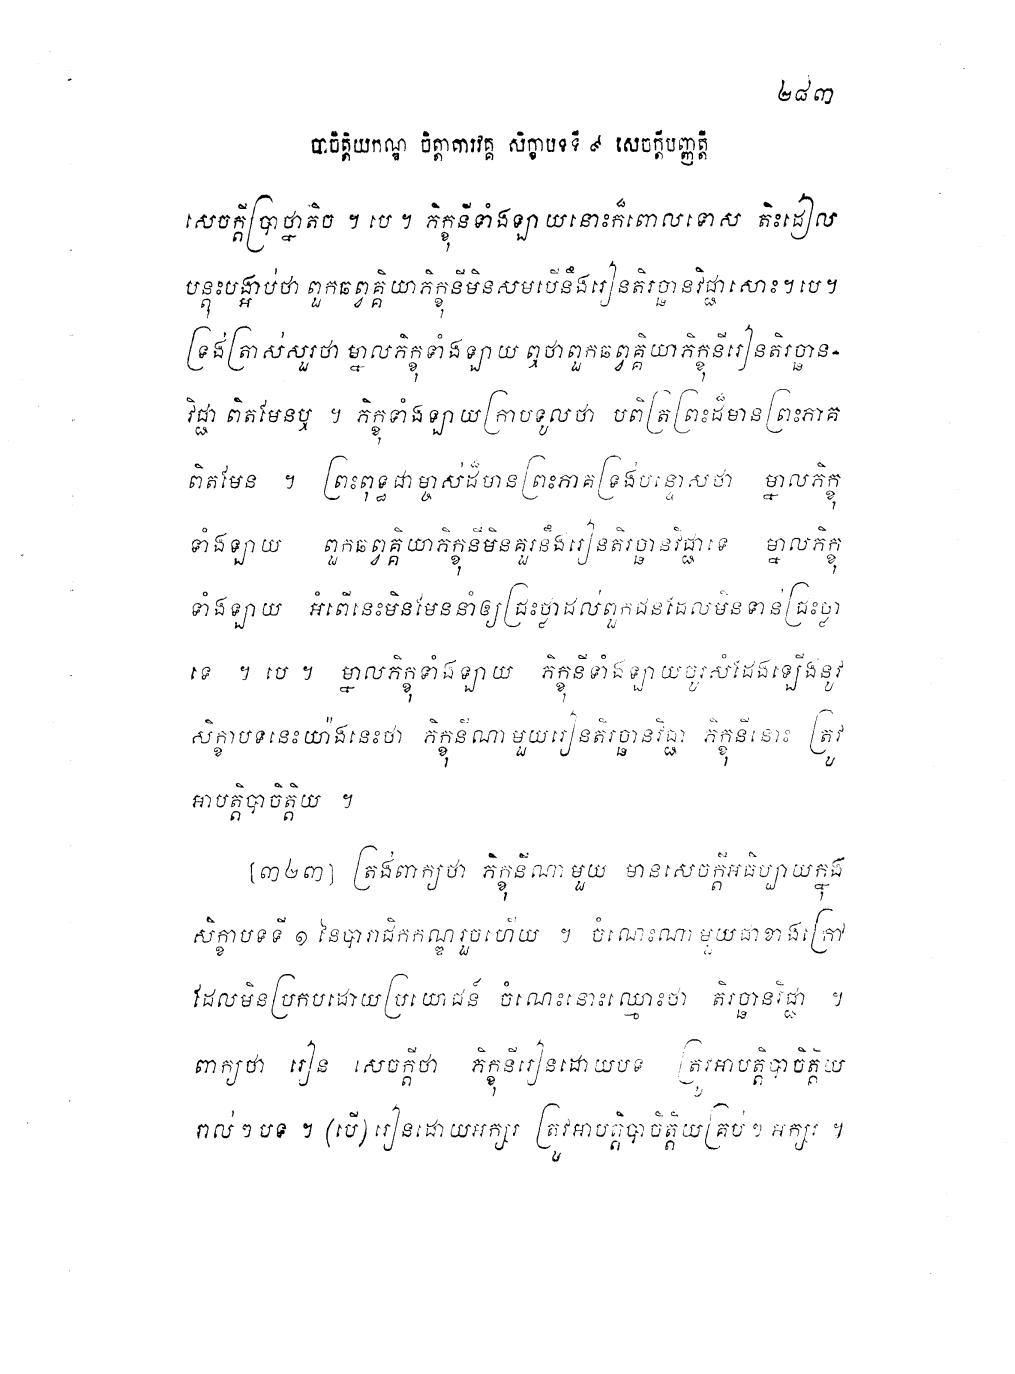 ២៨៣
បាចិត្តិយកណ្ឌ ចិត្តាគារវគ្គ សិក្ខាបទទី ៩ សេចក្តីបញ្ញត្តិ
សេចក្តីប្រាថ្នាតិច ។ បេ ។ ភិក្ខុនីទាំងឡាយនោះក៏ពោលទោស តិះដៀល
បន្តុះបង្អាប់ថា ពួកឆព្វគ្គិយាភិក្ខុនីមិនសមបើនឹងរៀនតិរច្ឆានវិជ្ជាសោះ។បេ។
ទ្រង់ត្រាស់សួរថា ម្នាលភិក្ខុទាំងឡាយ ឮថាពួកឆព្វគ្គិយាភិក្ខុនីរៀនតិរច្ឆាន-
វិជ្ជា ពិតមែនឬ ។ ភិក្ខុទាំងឡាយក្រាបទូលថា បពិត្រព្រះដ៏មានព្រះភាគ
ពិតមែន ។ ព្រះពុទ្ធជាម្ចាស់ដ៏មានព្រះភាគទ្រង់បន្ទោសថា ម្នាលភិក្ខុ
ទាំងឡាយ ពួកឆព្វគ្គិយាភិក្ខុនីមិនគួរនឹងរៀនតិរច្ឆានវិជ្ជាទេ ម្នាលភិក្ខុ
ទាំងឡាយ អំពើនេះមិនមែននាំឲ្យជ្រះថ្លាដល់ពួកជនដែលមិនទាន់ជ្រះថ្លា
ទេ ។ បេ ។ ម្នាលភិក្ខុទាំងឡាយ ភិក្ខុនីទាំងឡាយចូរសំដែងឡើងនូវ
សិក្ខាបទនេះយ៉ាងនេះថា ភិក្ខុនីណាមួយរៀនតិរច្ឆានវិជ្ជា ភិក្ខុនីនោះ ត្រូវ
អាបត្តិបាចិត្តិយ ។
[៣២៣] ត្រង់ពាក្យថា ភិក្ខុនីណាមួយ មានសេចក្តីអធិប្បាយក្នុង
សិក្ខាបទទី ១ នៃបារាជិកកណ្ឌរួចហើយ ។ ចំណេះណាមួយជាខាងក្រៅ
ដែលមិនប្រកបដោយប្រយោជន៍ ចំណេះនោះឈ្មោះថា តិរច្ឆានវិជ្ជា ។
ពាក្យថា រៀន សេចក្តីថា ភិក្ខុនីរៀនដោយបទ ត្រូវអាបត្តិបាចិត្តិយ
រាល់ៗបទ ។ (បើ) រៀនដោយអក្សរ ត្រូវអាបត្តិបាចិត្តិយគ្រប់ៗ អក្សរ ។